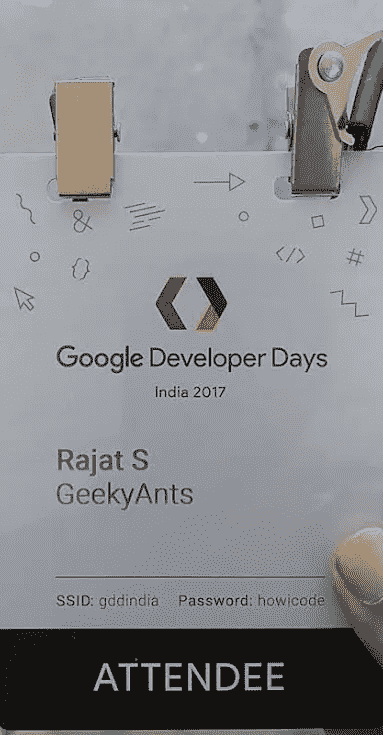 Google Developer Days
India 2017
Rajat S
GeekyAnts
SSID: gddindia Password: howicode
ATTENDEE